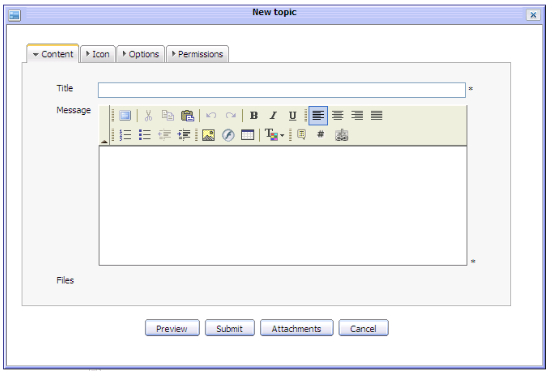 New topic
Content Icon Options Permissions
Title *
Message
B I U
#
*
Files
Preview Submit Attachments Cancel